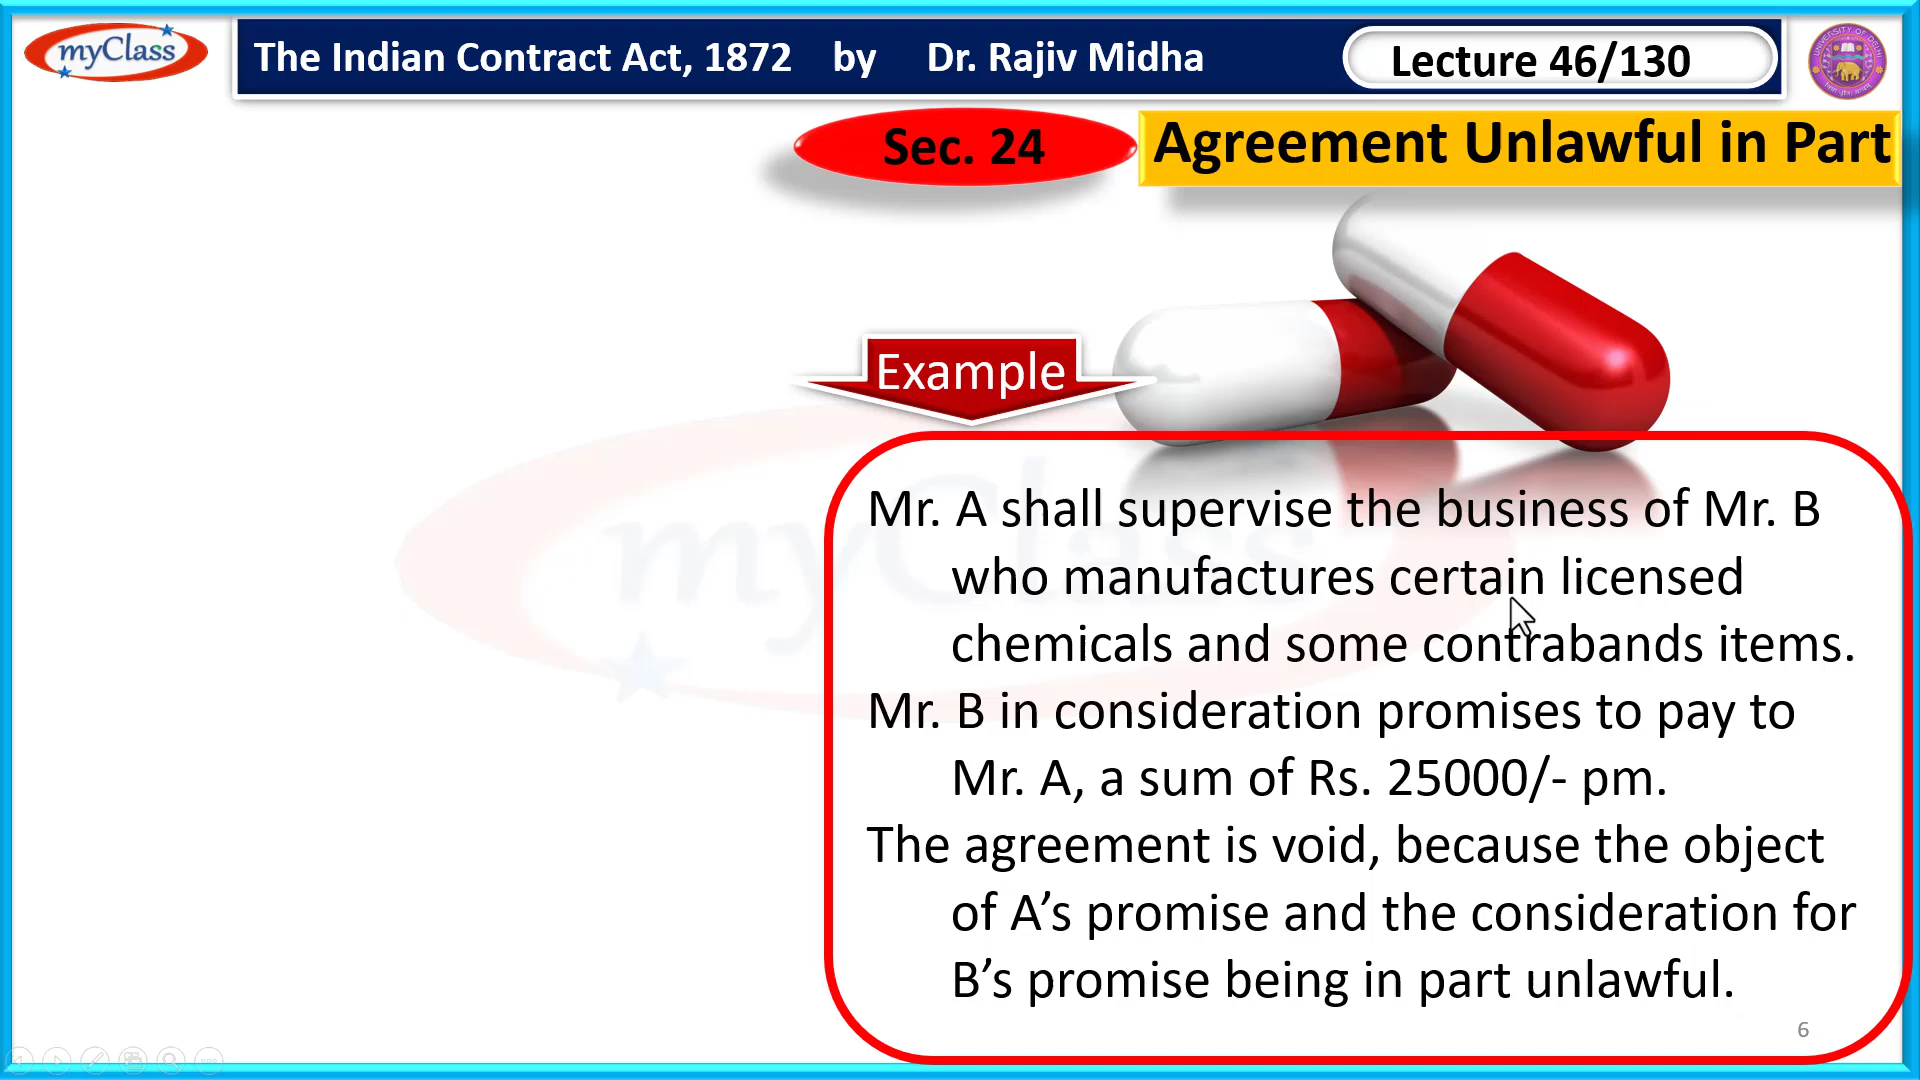 myClass
The Indian Contract Act, 1872 by Dr. Rajiv Midha
Lecture 46/130
Sec. 24
Agreement Unlawful in Part
Example
Mr. A shall supervise the business of Mr. B
who manufactures certain licensed
chemicals and some contrabands items.
Mr. B in consideration promises to pay to
Mr. A, a sum of Rs. 25000/- pm.
The agreement is void, because the object
of A’s promise and the consideration for
B’s promise being in part unlawful.
myClass
6